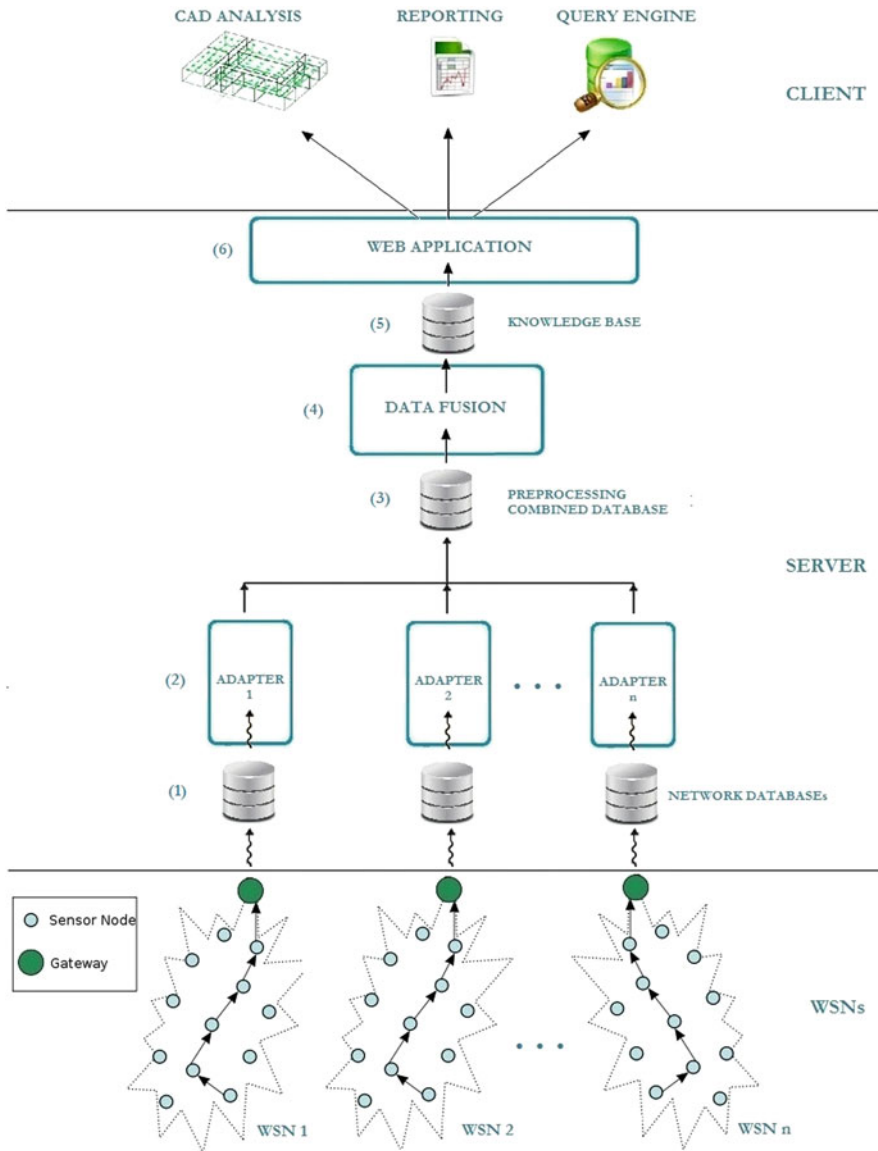 CAD ANALYSIS
REPORTING
QUERY ENGINE
CLIENT
(6)
WEB APPLICATION
(5)
KNOWLEDGE BASE
(4)
DATA FUSION
(3)
PREPROCESSING
COMBINED DATABASE
SERVER
(2)
ADAPTER
1
ADAPTER
2
. . .
ADAPTER
n
(1)
NETWORK DATABASEs
Sensor Node
Gateway
WSNs
. . .
WSN 1
WSN 2
WSN n